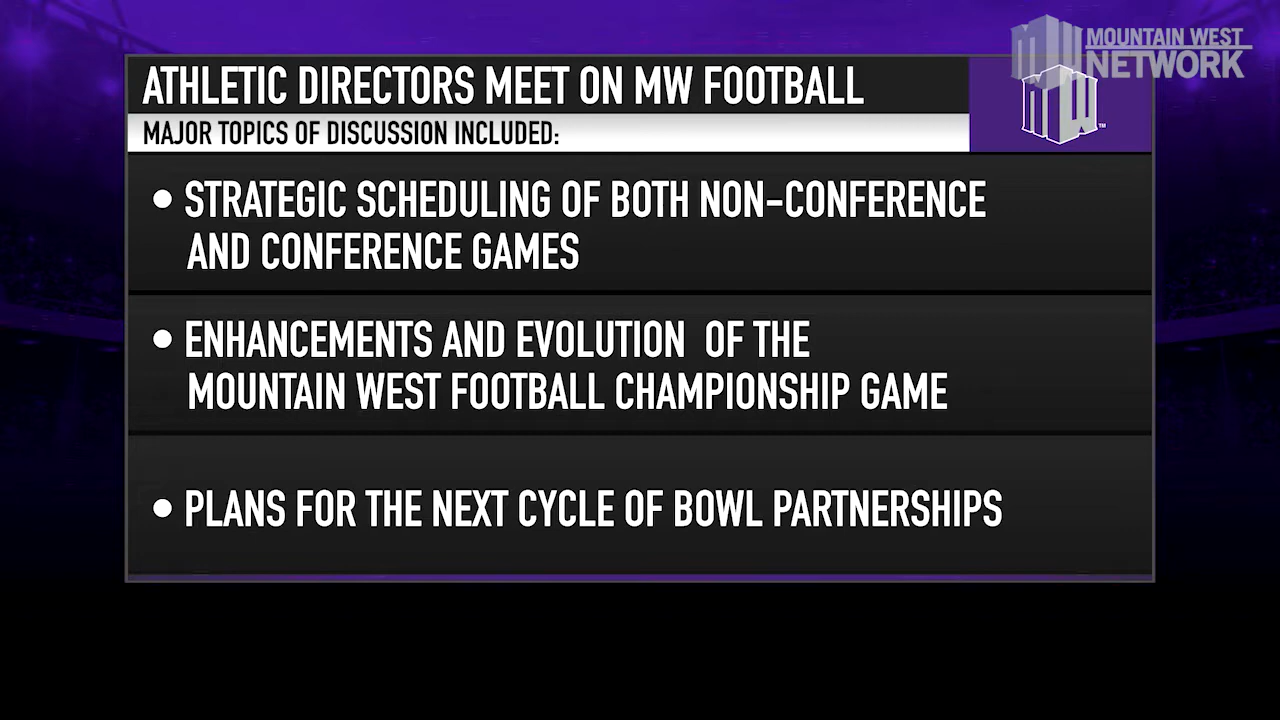 MOUNTAIN WEST
NETWORK
ATHLETIC DIRECTORS MEET ON MW FOOTBALL
MW™
MAJOR TOPICS OF DISCUSSION INCLUDED:
• STRATEGIC SCHEDULING OF BOTH NON-CONFERENCE
AND CONFERENCE GAMES
• ENHANCEMENTS AND EVOLUTION OF THE
MOUNTAIN WEST FOOTBALL CHAMPIONSHIP GAME
• PLANS FOR THE NEXT CYCLE OF BOWL PARTNERSHIPS